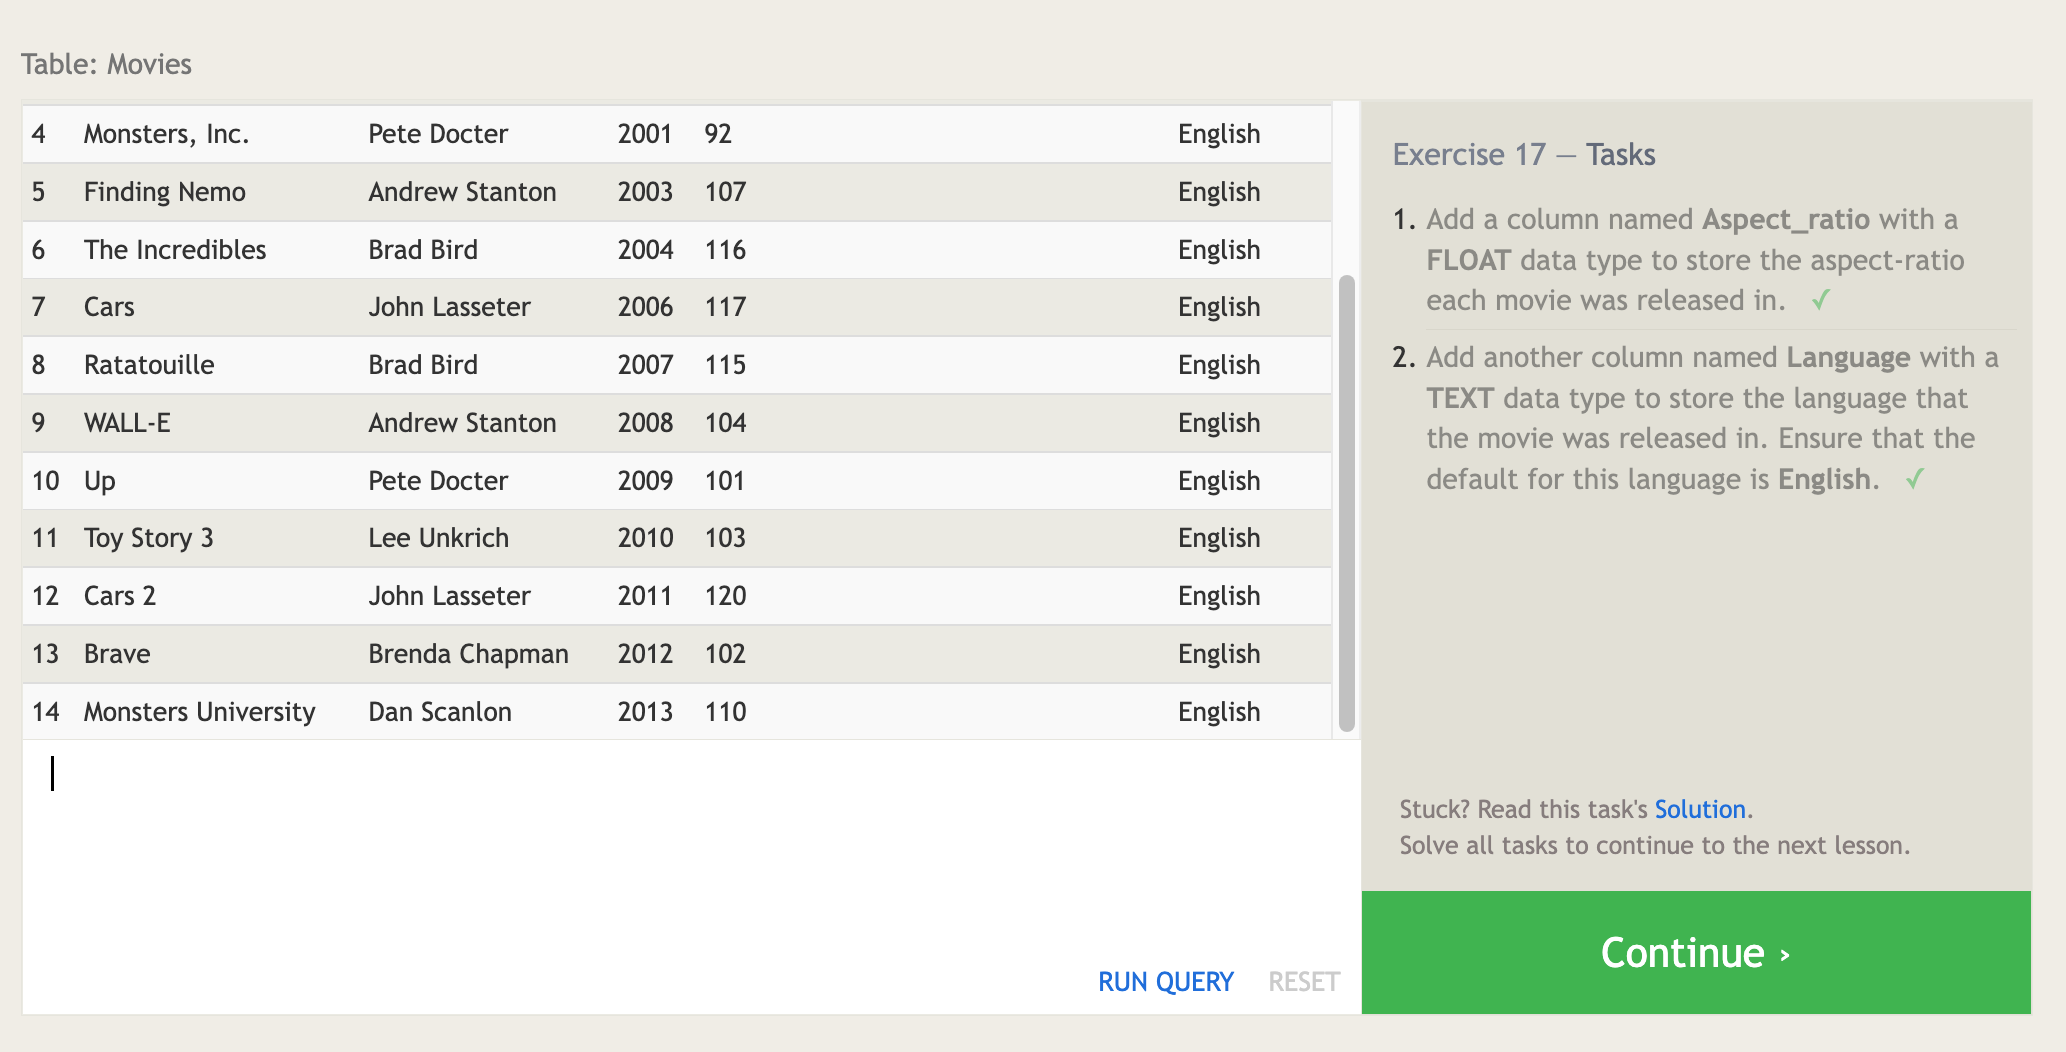 Table: Movies
4 Monsters, Inc. Pete Docter 2001 92 English
5 Finding Nemo Andrew Stanton 2003 107 English
6 The Incredibles Brad Bird 2004 116 English
7 Cars John Lasseter 2006 117 English
8 Ratatouille Brad Bird 2007 115 English
9 WALL-E Andrew Stanton 2008 104 English
10 Up Pete Docter 2009 101 English
11 Toy Story 3 Lee Unkrich 2010 103 English
12 Cars 2 John Lasseter 2011 120 English
13 Brave Brenda Chapman 2012 102 English
14 Monsters University Dan Scanlon 2013 110 English
RUN QUERY RESET
Exercise 17 — Tasks
1. Add a column named Aspect_ratio with a
FLOAT data type to store the aspect-ratio
each movie was released in. ✓
2. Add another column named Language with a
TEXT data type to store the language that
the movie was released in. Ensure that the
default for this language is English. ✓
Stuck? Read this task's Solution.
Solve all tasks to continue to the next lesson.
Continue ›